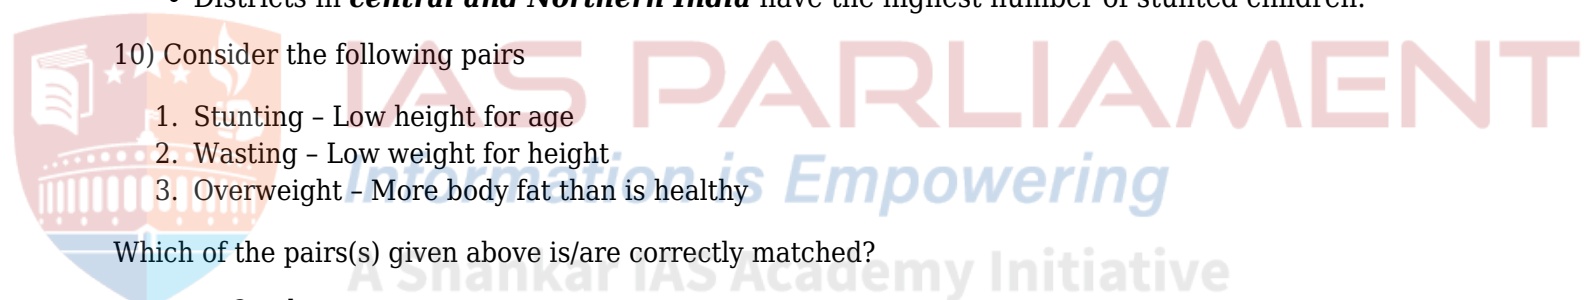 Districts in central and Northern India have the highest number of stunted children.
10) Consider the following pairs
1. Stunting – Low height for age
2. Wasting – Low weight for height
3. Overweight – More body fat than is healthy
Which of the pairs(s) given above is/are correctly matched?
IAS PARLIAMENT
Information is Empowering
A Shankar IAS Academy Initiative